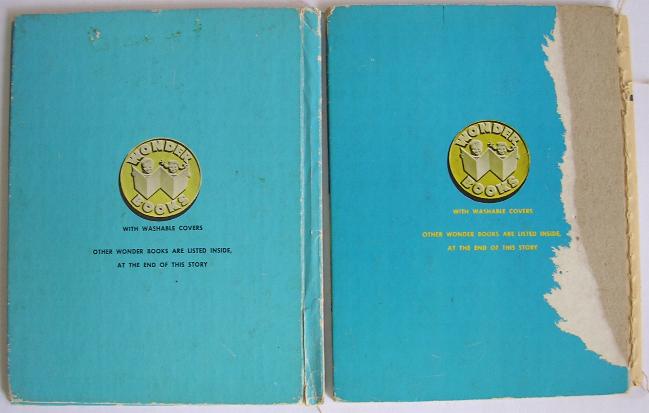 WONDER
BOOKS
WITH WASHABLE COVERS
OTHER WONDER BOOKS ARE LISTED INSIDE,
AT THE END OF THIS STORY
WONDER
BOOKS
WITH WASHABLE COVERS
OTHER WONDER BOOKS ARE LISTED INSIDE,
AT THE END OF THIS STORY